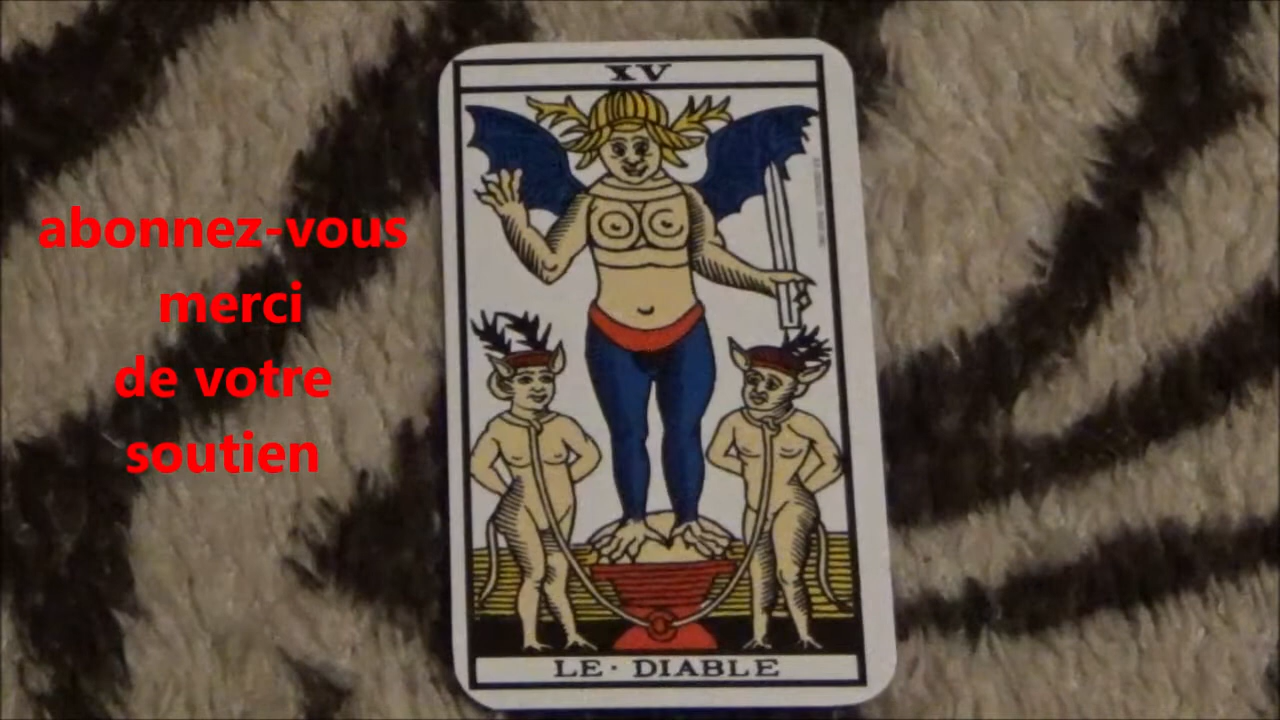 XV
abonnez-vous
merci
de votre
soutien
LE · DIABLE